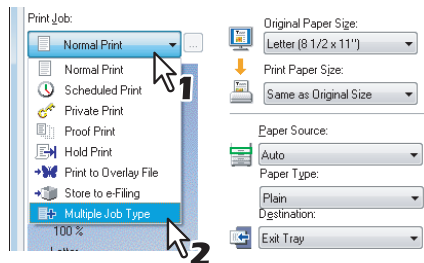 Print Job:
Normal Print
...
1
Normal Print
Scheduled Print
Private Print
Proof Print
Hold Print
Print to Overlay File
Store to e-Filing
Multiple Job Type
2
100 %
Original Paper Size:
Letter (8 1/2 x 11")
Print Paper Size:
Same as Original Size
Paper Source:
Auto
Paper Type:
Plain
Destination:
Exit Tray